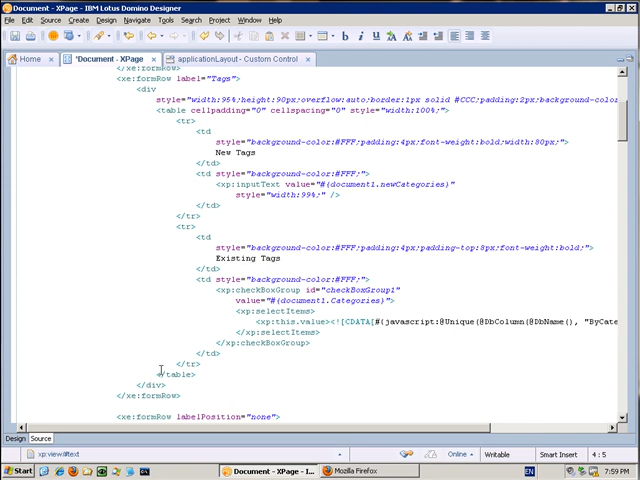 Document - XPage - IBM Lotus Domino Designer
File Edit Source Create Design Tools Search Project Window Help
Home *Document - XPage applicationLayout - Custom Control
</xe:formRow>
<xe:formRow label="Tags">
<div
style="width:95%;height:90px;overflow:auto;border:1px solid #CCC;padding:2px;background-color
<table cellpadding="0" cellspacing="0" style="width:100%;">
<tr>
<td
style="background-color:#FFF;padding:4px;font-weight:bold;width:80px;">
New Tags
</td>
<td style="background-color:#FFF;">
<xp:inputText value="#{document1.newCategories}"
style="width:99%;" />
</td>
</tr>
<tr>
<td
style="background-color:#FFF;padding:4px;padding-top:8px;font-weight:bold;">
Existing Tags
</td>
<td style="background-color:#FFF;">
<xp:checkBoxGroup id="checkBoxGroup1"
value="#{document1.Categories}">
<xp:selectItems>
<xp:this.value><![CDATA[#{javascript:@Unique(@DbColumn(@DbName(), "ByCate
</xp:selectItems>
</xp:checkBoxGroup>
</td>
</tr>
</table>
</div>
</xe:formRow>
<xe:formRow labelPosition="none">
Design Source
xp:view/#text Online Writable Smart Insert 4 : 5
Start Document - XPage - I... Mozilla Firefox EN 7:59 PM